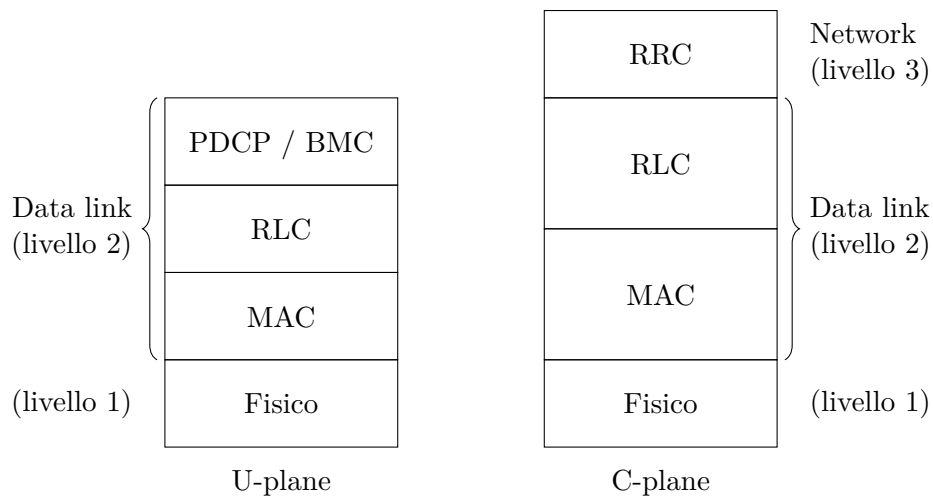 RRC
Network
(livello 3)
PDCP / BMC
RLC
Data link
(livello 2)
RLC
Data link
(livello 2)
MAC
MAC
(livello 1)
Fisico
Fisico
(livello 1)
U-plane
C-plane